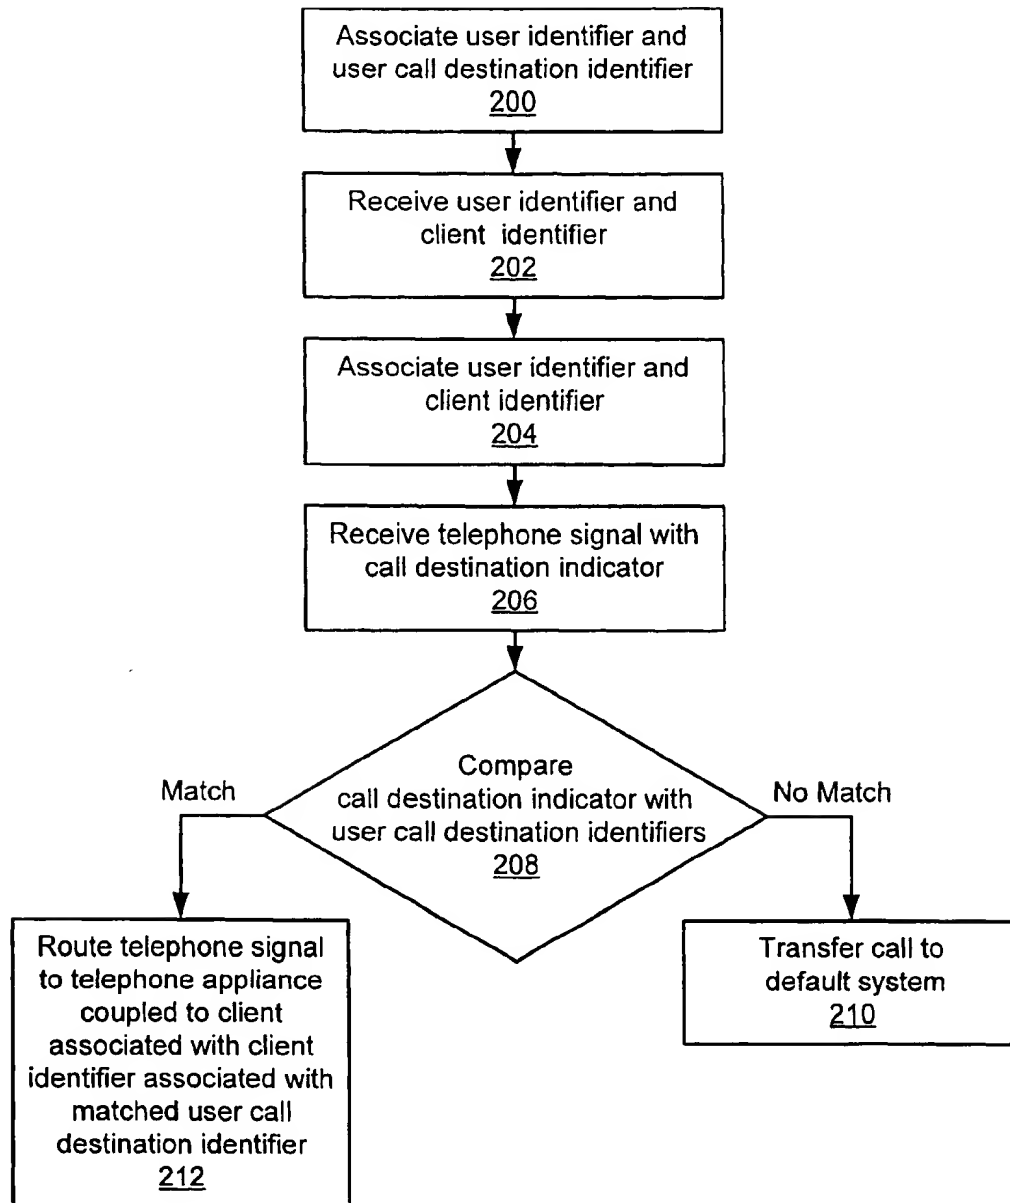 Associate user identifier and
user call destination identifier
200
Receive user identifier and
client identifier
202
Associate user identifier and
client identifier
204
Receive telephone signal with
call destination indicator
206
Compare
call destination indicator with
user call destination identifiers
208
Match
No Match
Route telephone signal
to telephone appliance
coupled to client
associated with client
identifier associated with
matched user call
destination identifier
212
Transfer call to
default system
210